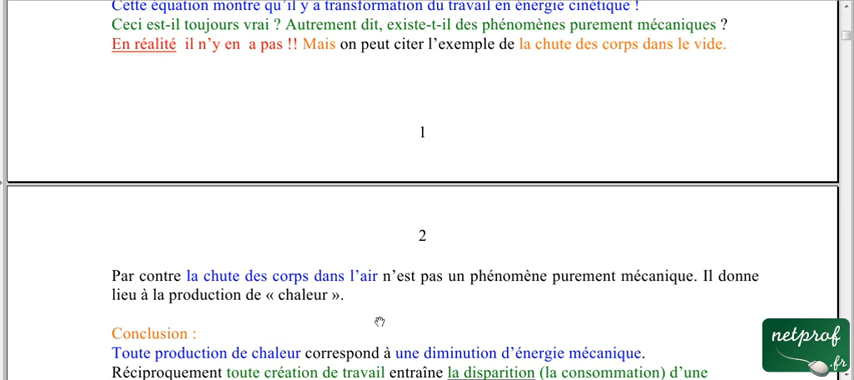 Cette équation montre qu'il y a transformation du travail en énergie cinétique !
Ceci est-il toujours vrai ? Autrement dit, existe-t-il des phénomènes purement mécaniques ?
En réalité il n'y en a pas !! Mais on peut citer l'exemple de la chute des corps dans le vide.
1
2
Par contre la chute des corps dans l'air n'est pas un phénomène purement mécanique. Il donne
lieu à la production de « chaleur ».
Conclusion :
Toute production de chaleur correspond à une diminution d'énergie mécanique.
Réciproquement toute création de travail entraîne la disparition (la consommation) d'une
netprof
.fr